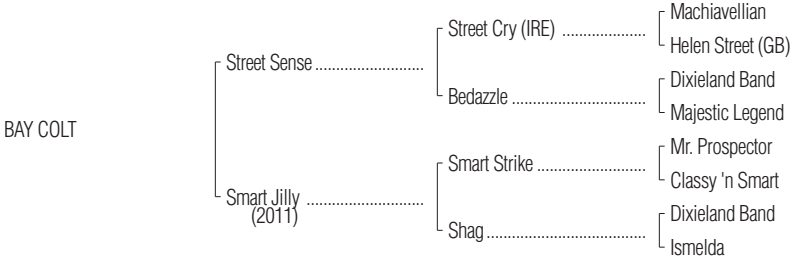 Machiavellian
Street Cry (IRE) ....................
Helen Street (GB)
Street Sense ..........................
Dixieland Band
Bedazzle ................................
Majestic Legend
BAY COLT
Mr. Prospector
Smart Strike ..........................
Classy 'n Smart
Smart Jilly ............................
(2011)
Dixieland Band
Shag ......................................
Ismelda